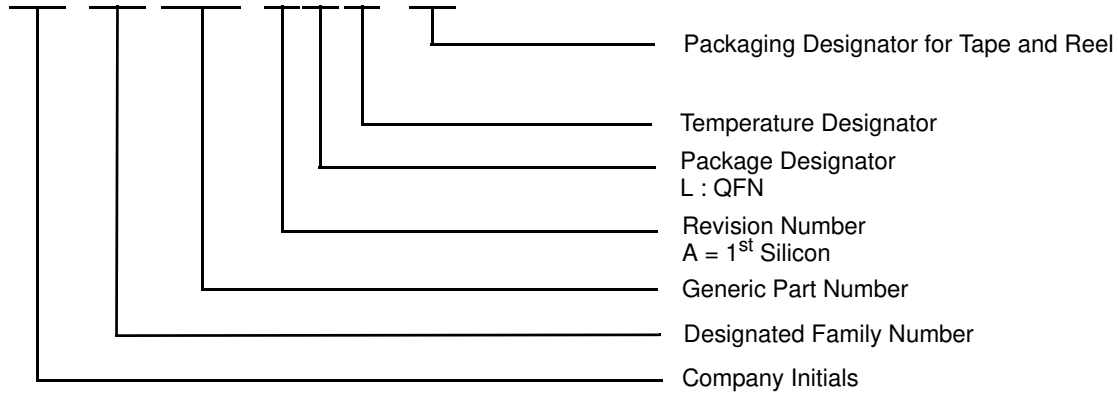 Packaging Designator for Tape and Reel
Temperature Designator
Package Designator
L : QFN
Revision Number
A = 1st Silicon
Generic Part Number
Designated Family Number
Company Initials